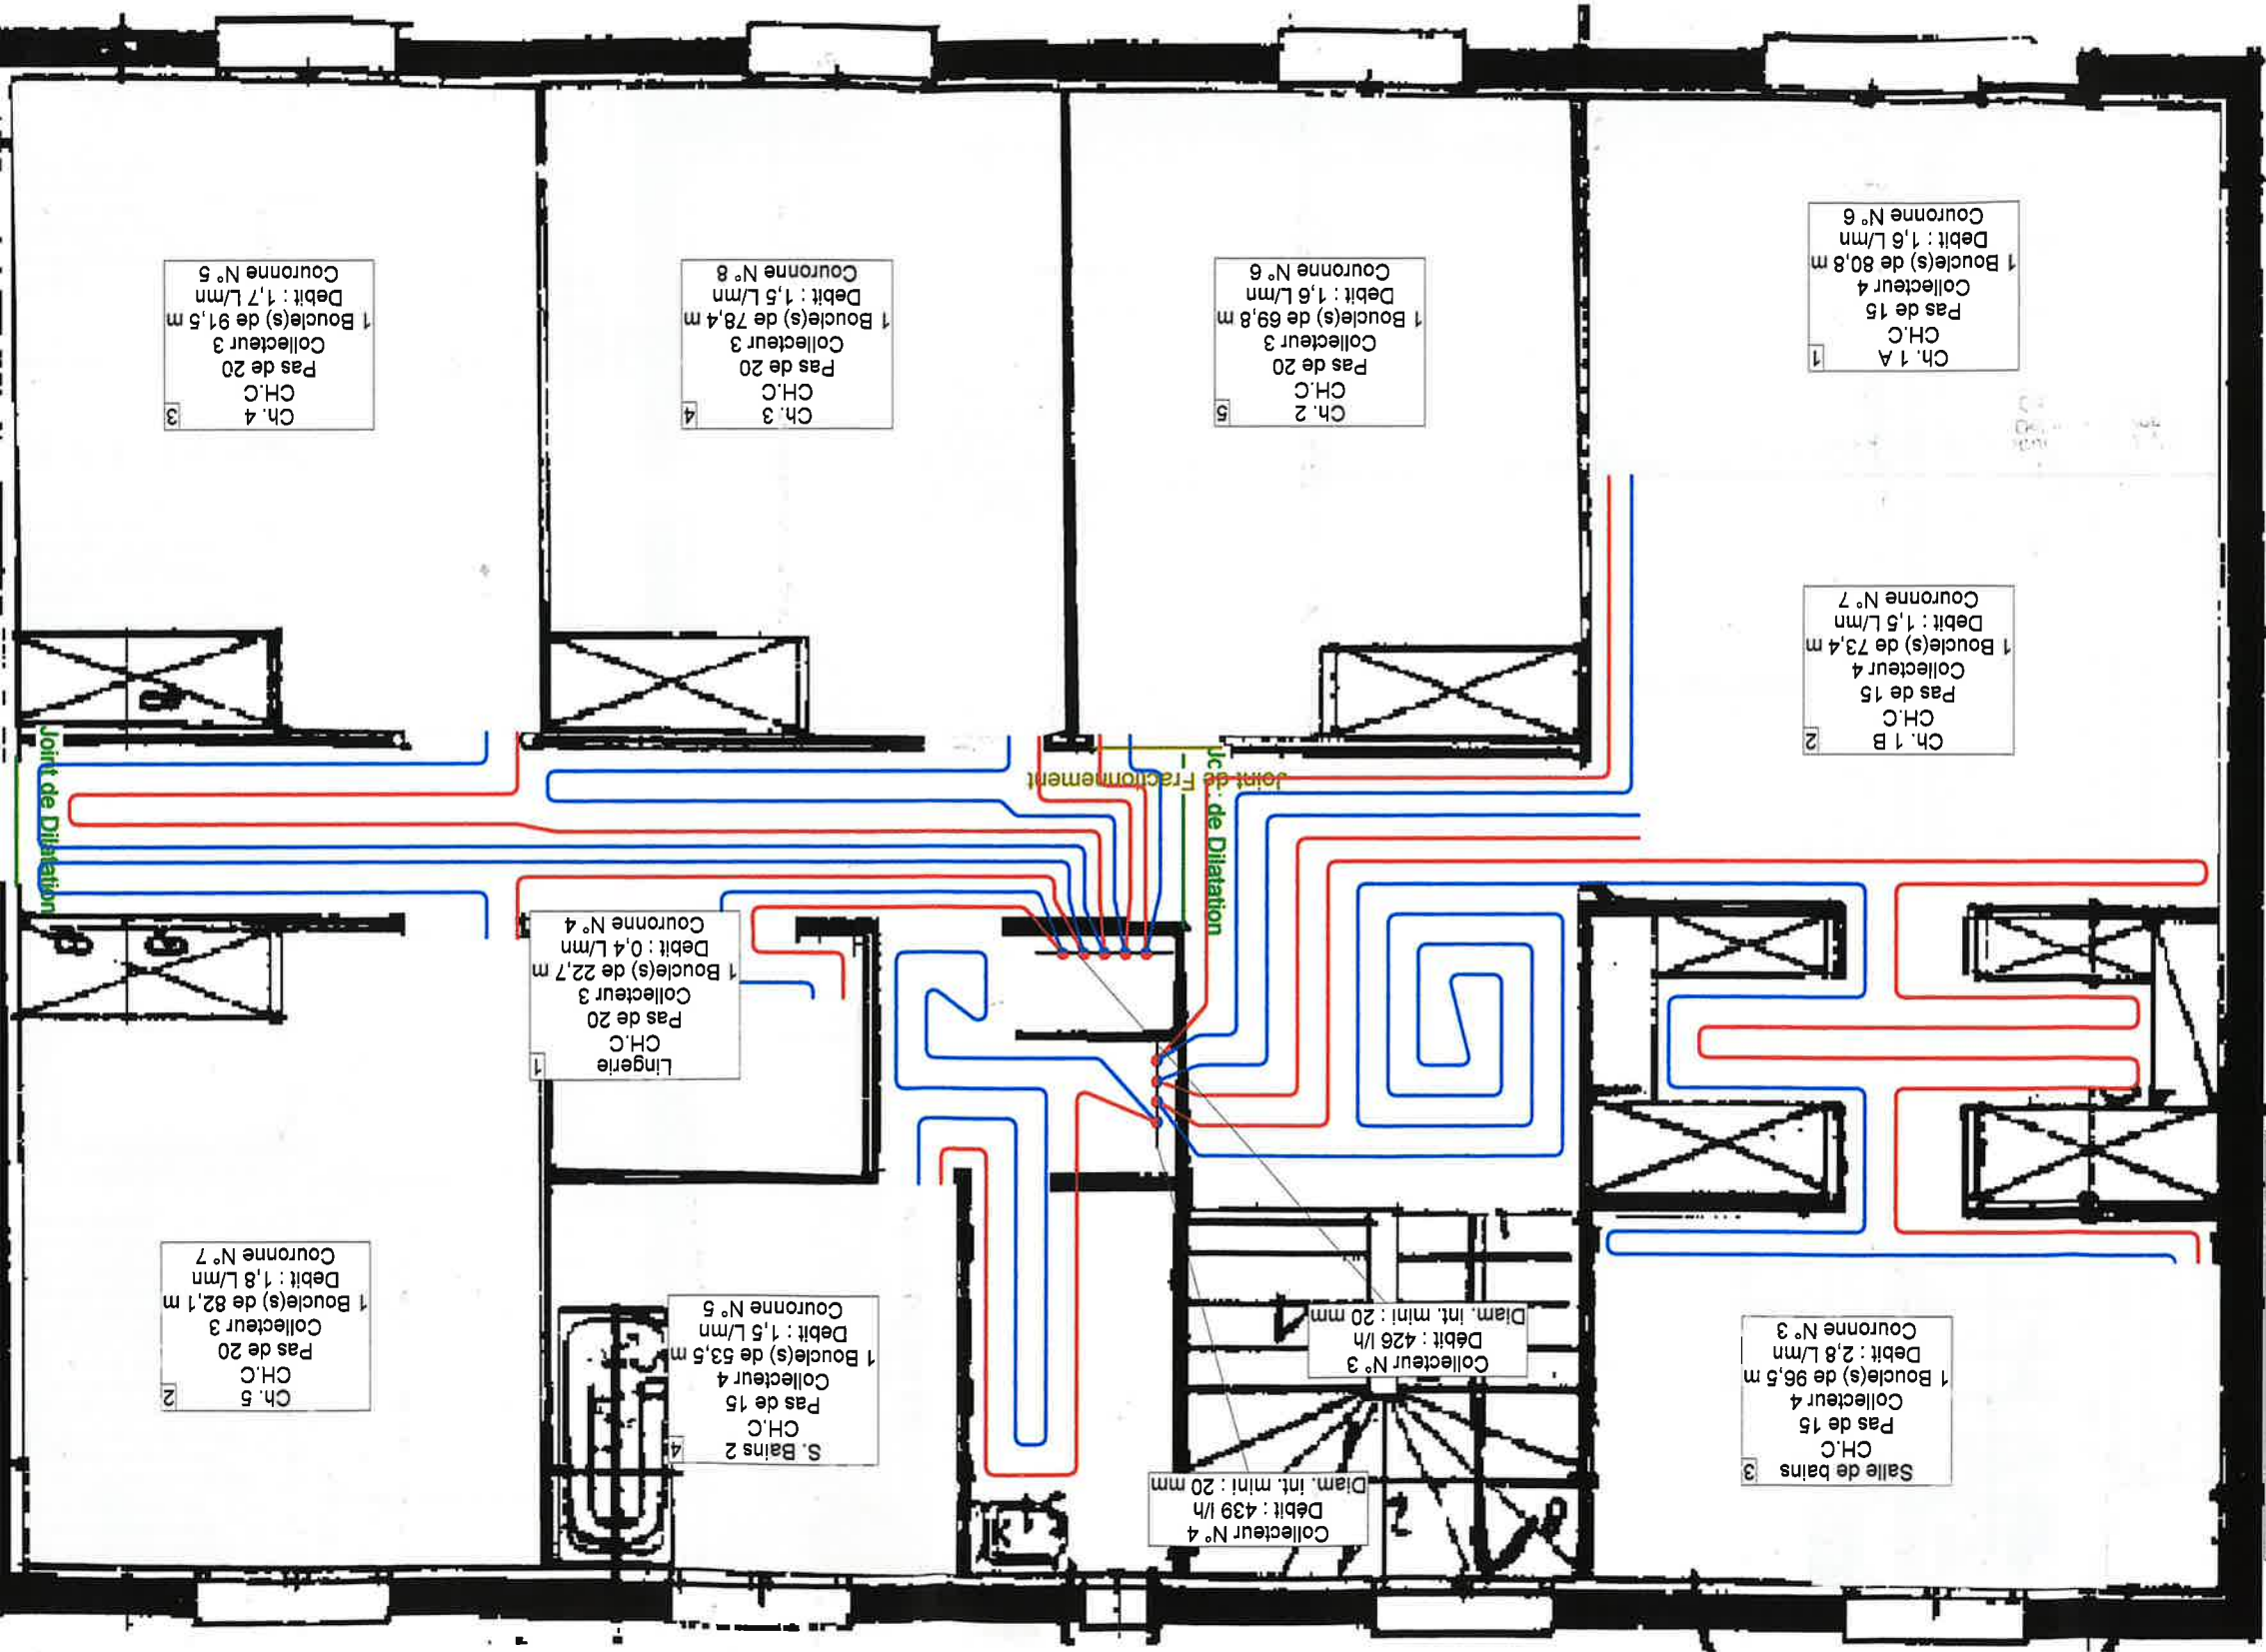 Salle de bains 3
CH.C
Pas de 15
Collecteur 4
1 Boucle(s) de 96,5 m
Debit : 2,8 L/mn
Couronne N° 3
Collecteur N° 4
Débit : 439 l/h
Diam. int. mini : 20 mm
Collecteur N° 3
Débit : 426 l/h
Diam. int. mini : 20 mm
S. Bains 2 4
CH.C
Pas de 15
Collecteur 4
1 Boucle(s) de 53,5 m
Debit : 1,5 L/mn
Couronne N° 5
Ch. 5 2
CH.C
Pas de 20
Collecteur 3
1 Boucle(s) de 82,1 m
Debit : 1,8 L/mn
Couronne N° 7
Lingerie 1
CH.C
Pas de 20
Collecteur 3
1 Boucle(s) de 22,7 m
Debit : 0,4 L/mn
Couronne N° 4
Ch. 1 B 2
CH.C
Pas de 15
Collecteur 4
1 Boucle(s) de 73,4 m
Debit : 1,5 L/mn
Couronne N° 7
de Dilatation
Joint de Fractionnement
Joint de Dilatation
Ch. 1 A 1
CH.C
Pas de 15
Collecteur 4
1 Boucle(s) de 80,8 m
Debit : 1,6 L/mn
Couronne N° 6
Ch. 2 5
CH.C
Pas de 20
Collecteur 3
1 Boucle(s) de 69,8 m
Debit : 1,6 L/mn
Couronne N° 6
Ch. 3 4
CH.C
Pas de 20
Collecteur 3
1 Boucle(s) de 78,4 m
Debit : 1,5 L/mn
Couronne N° 8
Ch. 4 3
CH.C
Pas de 20
Collecteur 3
1 Boucle(s) de 91,5 m
Debit : 1,7 L/mn
Couronne N° 5